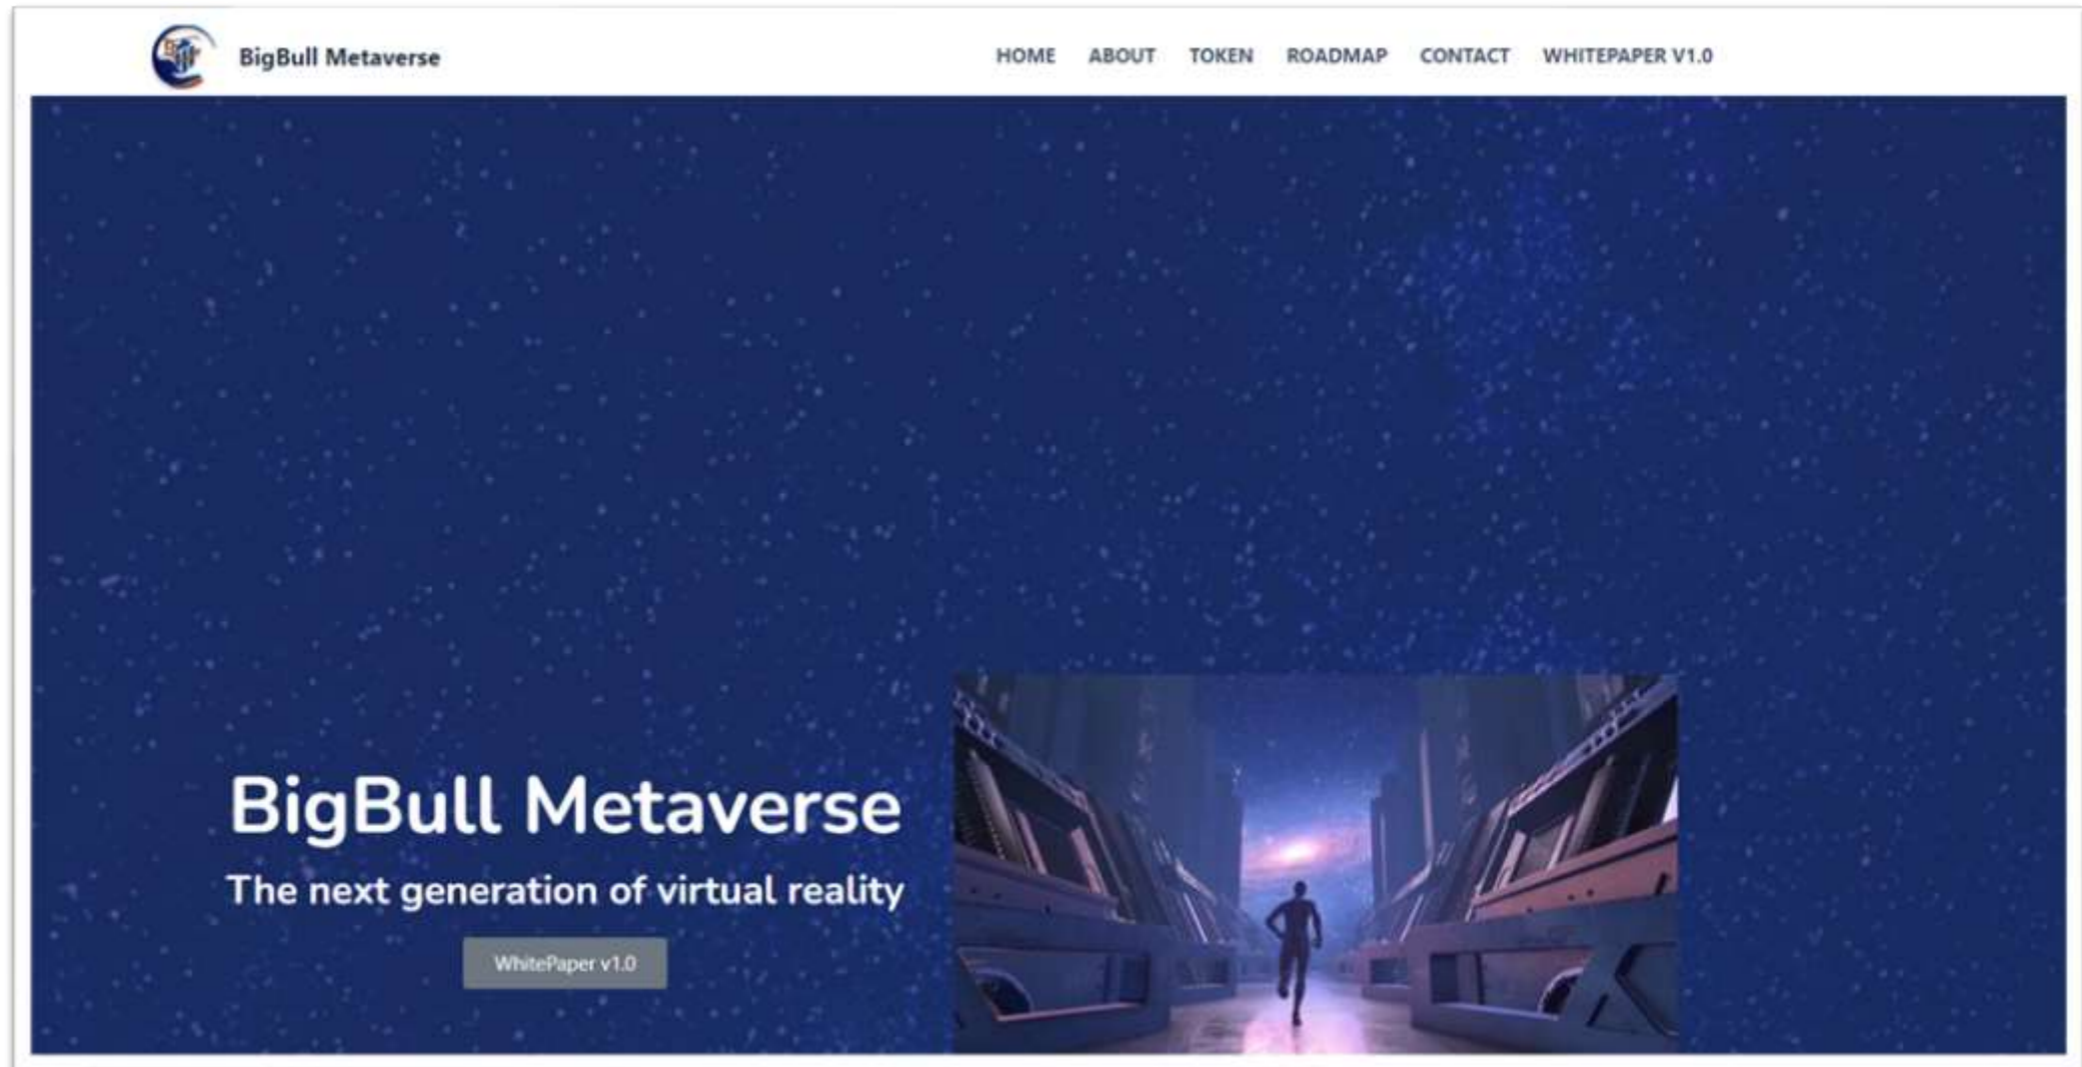 BigBull Metaverse
HOME ABOUT TOKEN ROADMAP CONTACT WHITEPAPER V1.0
BigBull Metaverse
The next generation of virtual reality
WhitePaper v1.0